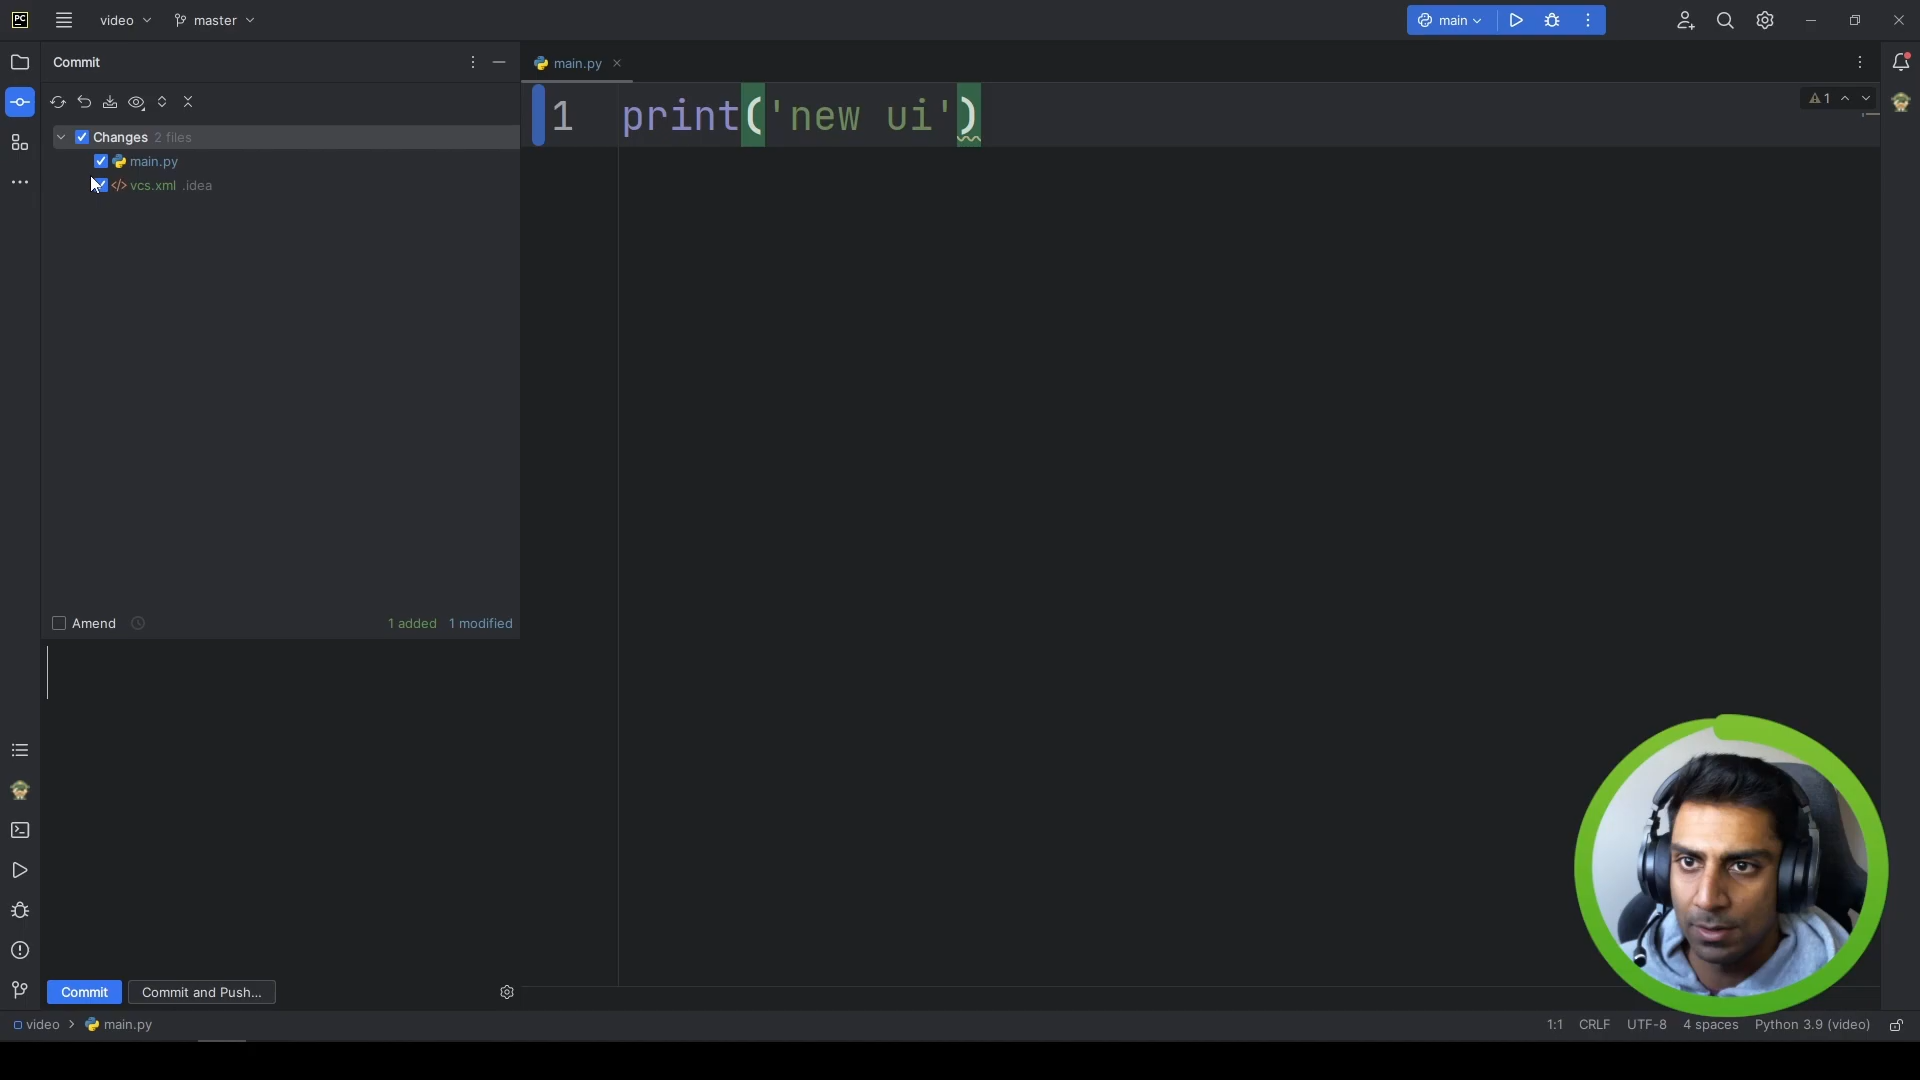 PC
video
master
main
Commit
main.py
Changes 2 files
main.py
vcs.xml .idea
1
print('new ui')
1
Amend
1 added 1 modified
Commit
Commit and Push...
video
main.py
1:1 CRLF UTF-8 4 spaces Python 3.9 (video)